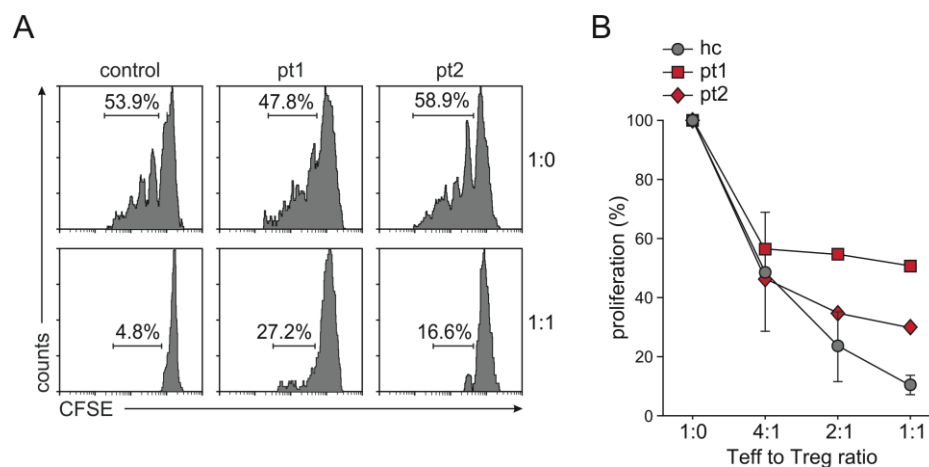 A
control
pt1
pt2
53.9%
47.8%
58.9%
1:0
4.8%
27.2%
16.6%
1:1
counts
CFSE
B
hc
pt1
pt2
proliferation (%)
100
80
60
40
20
0
1:0
4:1
2:1
1:1
Teff to Treg ratio